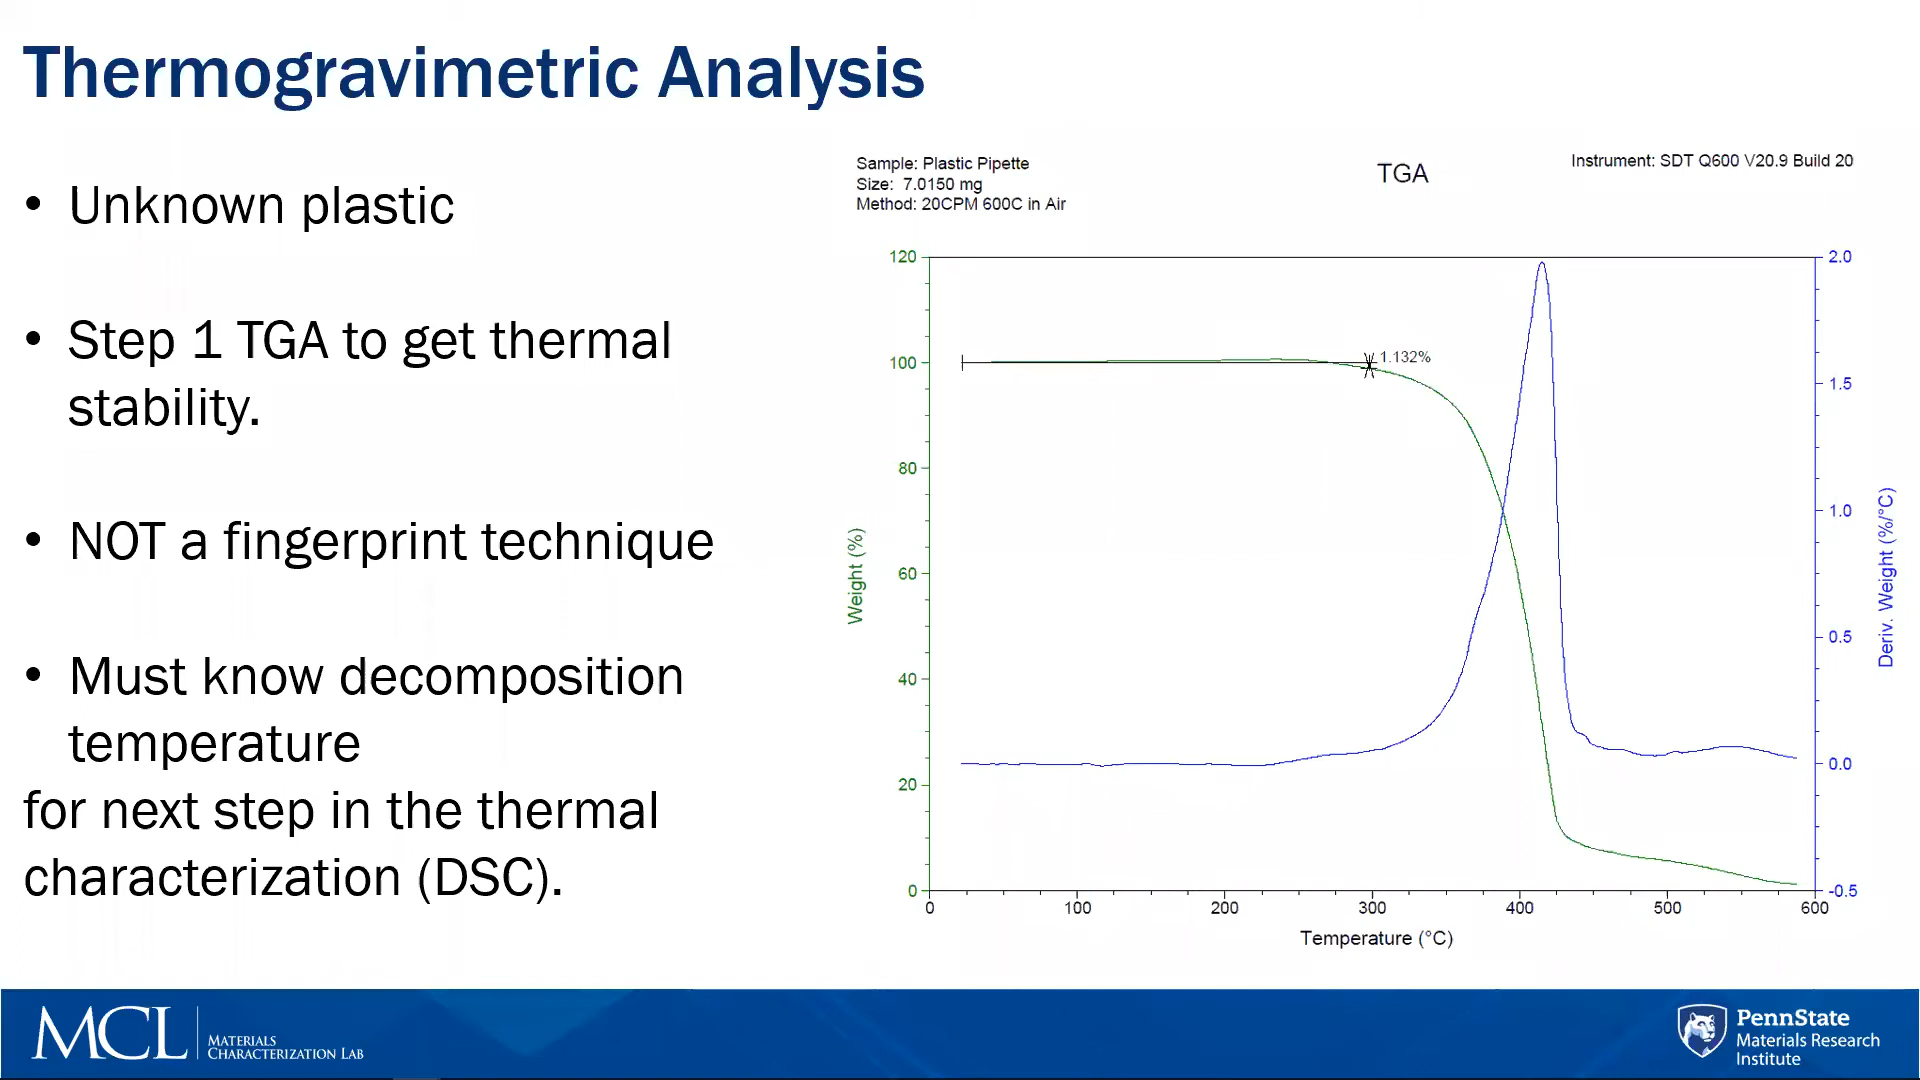 Thermogravimetric Analysis
• Unknown plastic
• Step 1 TGA to get thermal
stability.
• NOT a fingerprint technique
• Must know decomposition
temperature
for next step in the thermal
characterization (DSC).
Sample: Plastic Pipette
Size: 7.0150 mg
Method: 20CPM 600C in Air
TGA
Instrument: SDT Q600 V20.9 Build 20
1.132%
120
100
80
60
40
20
0
Weight (%)
2.0
1.5
1.0
0.5
0.0
-0.5
Deriv. Weight (%/°C)
0 100 200 300 400 500 600
Temperature (°C)
MCL
MATERIALS
CHARACTERIZATION LAB
PennState
Materials Research
Institute